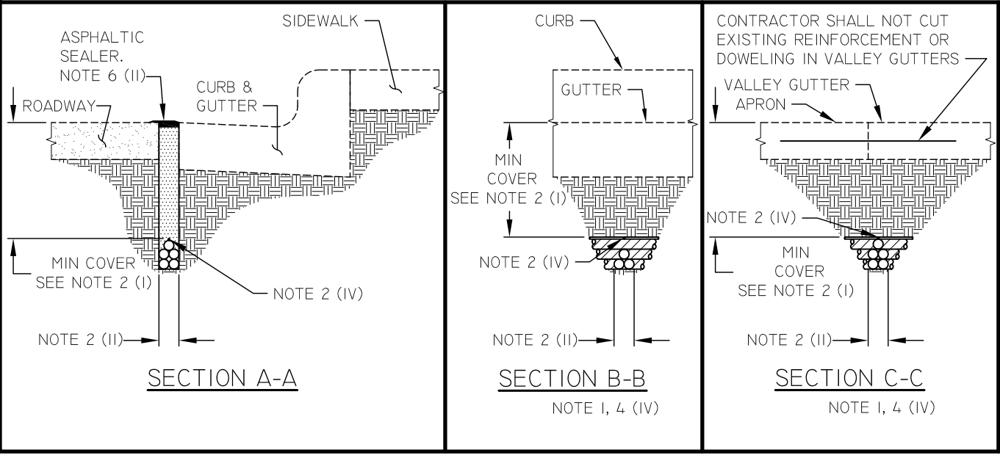 ASPHALTIC
SEALER.
NOTE 6 (II)
SIDEWALK
CURB &
GUTTER
ROADWAY
MIN COVER
SEE NOTE 2 (I)
NOTE 2 (IV)
NOTE 2 (II)
SECTION A-A
CURB
GUTTER
MIN
COVER
SEE NOTE 2 (I)
NOTE 2 (IV)
NOTE 2 (II)
SECTION B-B
NOTE I, 4 (IV)
CONTRACTOR SHALL NOT CUT
EXISTING REINFORCEMENT OR
DOWELING IN VALLEY GUTTERS
VALLEY GUTTER
APRON
NOTE 2 (IV)
MIN
COVER
SEE NOTE 2 (I)
NOTE 2 (II)
SECTION C-C
NOTE I, 4 (IV)